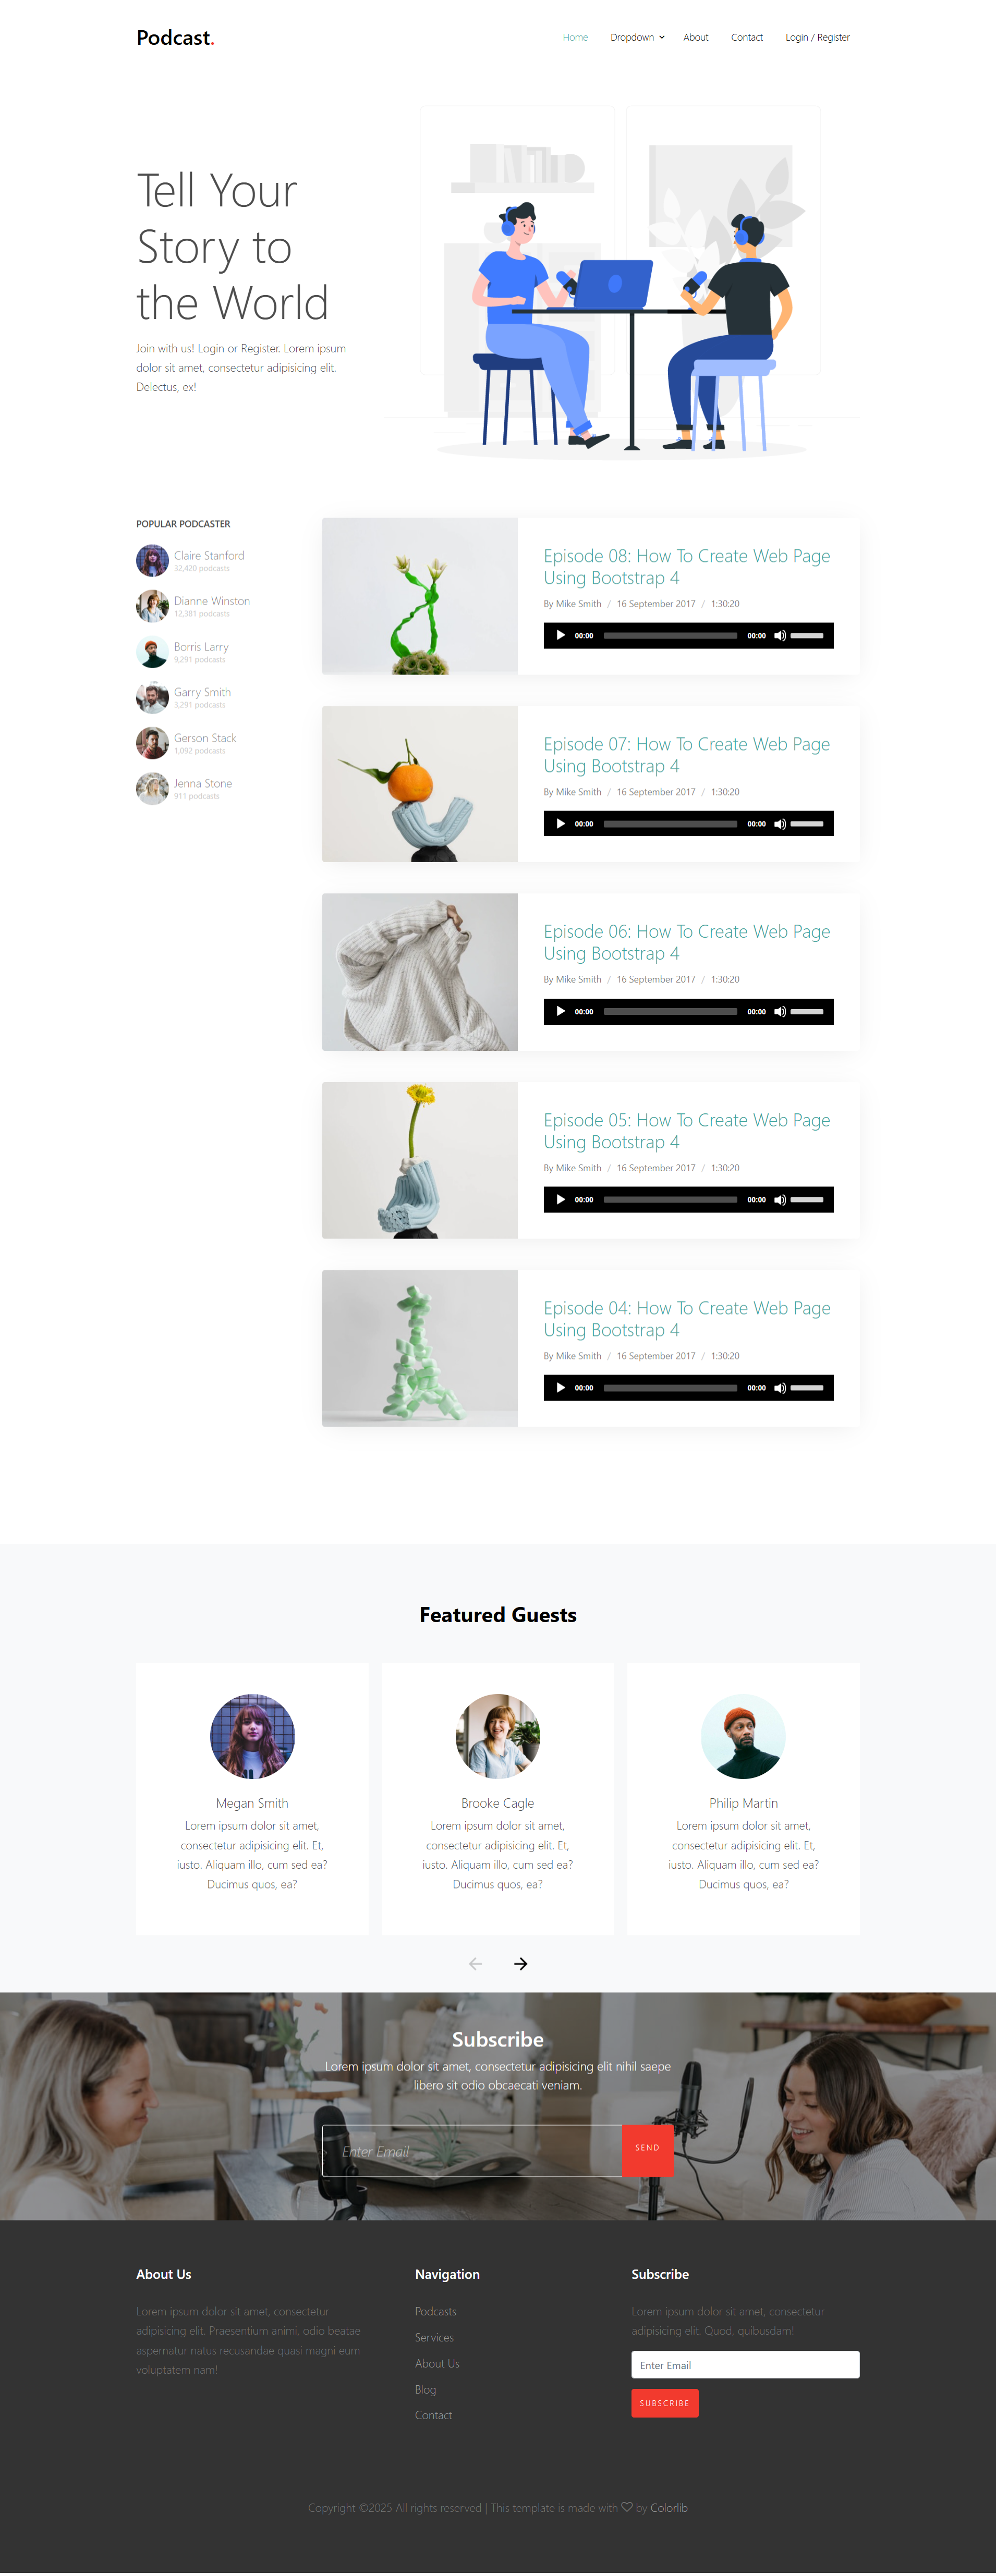 Podcast.
Home Dropdown About Contact Login / Register
Tell Your
Story to
the World
Join with us! Login or Register. Lorem ipsum
dolor sit amet, consectetur adipisicing elit.
Delectus, ex!
POPULAR PODCASTER
Claire Stanford
32,420 podcasts
Dianne Winston
12,381 podcasts
Borris Larry
9,291 podcasts
Garry Smith
3,291 podcasts
Gerson Stack
1,092 podcasts
Jenna Stone
911 podcasts
Episode 08: How To Create Web Page
Using Bootstrap 4
By Mike Smith / 16 September 2017 / 1:30:20
00:00 00:00
Episode 07: How To Create Web Page
Using Bootstrap 4
By Mike Smith / 16 September 2017 / 1:30:20
00:00 00:00
Episode 06: How To Create Web Page
Using Bootstrap 4
By Mike Smith / 16 September 2017 / 1:30:20
00:00 00:00
Episode 05: How To Create Web Page
Using Bootstrap 4
By Mike Smith / 16 September 2017 / 1:30:20
00:00 00:00
Episode 04: How To Create Web Page
Using Bootstrap 4
By Mike Smith / 16 September 2017 / 1:30:20
00:00 00:00
Featured Guests
Megan Smith
Lorem ipsum dolor sit amet,
consectetur adipisicing elit. Et,
iusto. Aliquam illo, cum sed ea?
Ducimus quos, ea?
Brooke Cagle
Lorem ipsum dolor sit amet,
consectetur adipisicing elit. Et,
iusto. Aliquam illo, cum sed ea?
Ducimus quos, ea?
Philip Martin
Lorem ipsum dolor sit amet,
consectetur adipisicing elit. Et,
iusto. Aliquam illo, cum sed ea?
Ducimus quos, ea?
Subscribe
Lorem ipsum dolor sit amet, consectetur adipisicing elit nihil saepe
libero sit odio obcaecati veniam.
Enter Email
SEND
About Us
Lorem ipsum dolor sit amet, consectetur
adipisicing elit. Praesentium animi, odio beatae
aspernatur natus recusandae quasi magni eum
voluptatem nam!
Navigation
Podcasts
Services
About Us
Blog
Contact
Subscribe
Lorem ipsum dolor sit amet, consectetur
adipisicing elit. Quod, quibusdam!
Enter Email
SUBSCRIBE
Copyright ©2025 All rights reserved | This template is made with ♡ by Colorlib